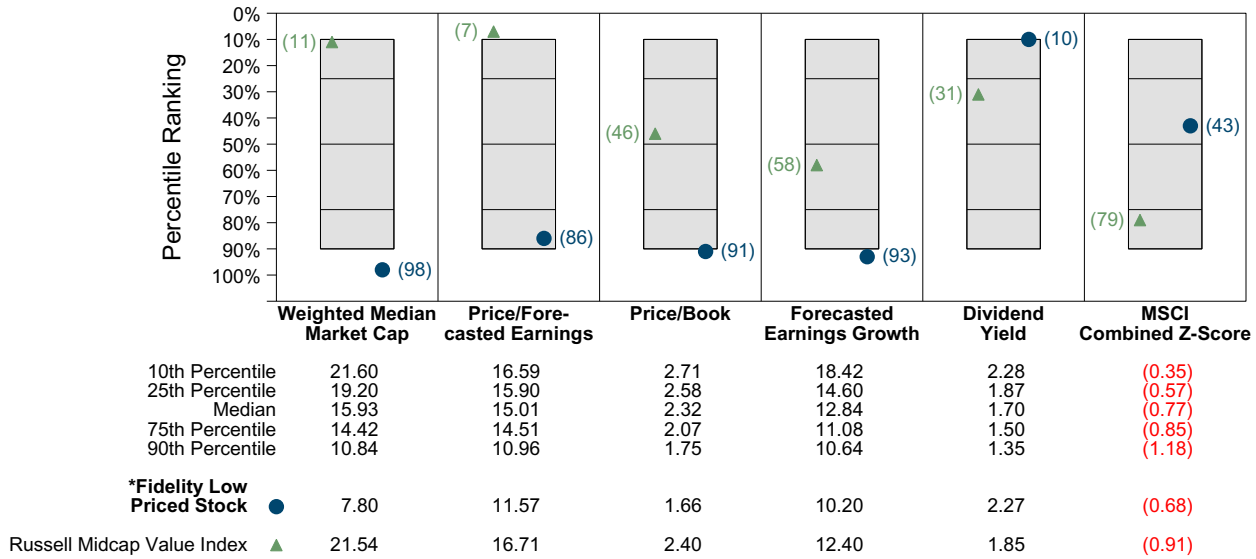 Percentile Ranking
0%
10%
20%
30%
40%
50%
60%
70%
80%
90%
100%
(11)
(98)
(7)
(86)
(46)
(91)
(58)
(93)
(10)
(31)
(43)
(79)
Weighted Median
Market Cap
Price/Fore-
casted Earnings
Price/Book
Forecasted
Earnings Growth
Dividend
Yield
MSCI
Combined Z-Score
10th Percentile 21.60 16.59 2.71 18.42 2.28 (0.35)
25th Percentile 19.20 15.90 2.58 14.60 1.87 (0.57)
Median 15.93 15.01 2.32 12.84 1.70 (0.77)
75th Percentile 14.42 14.51 2.07 11.08 1.50 (0.85)
90th Percentile 10.84 10.96 1.75 10.64 1.35 (1.18)
*Fidelity Low
Priced Stock 7.80 11.57 1.66 10.20 2.27 (0.68)
Russell Midcap Value Index 21.54 16.71 2.40 12.40 1.85 (0.91)